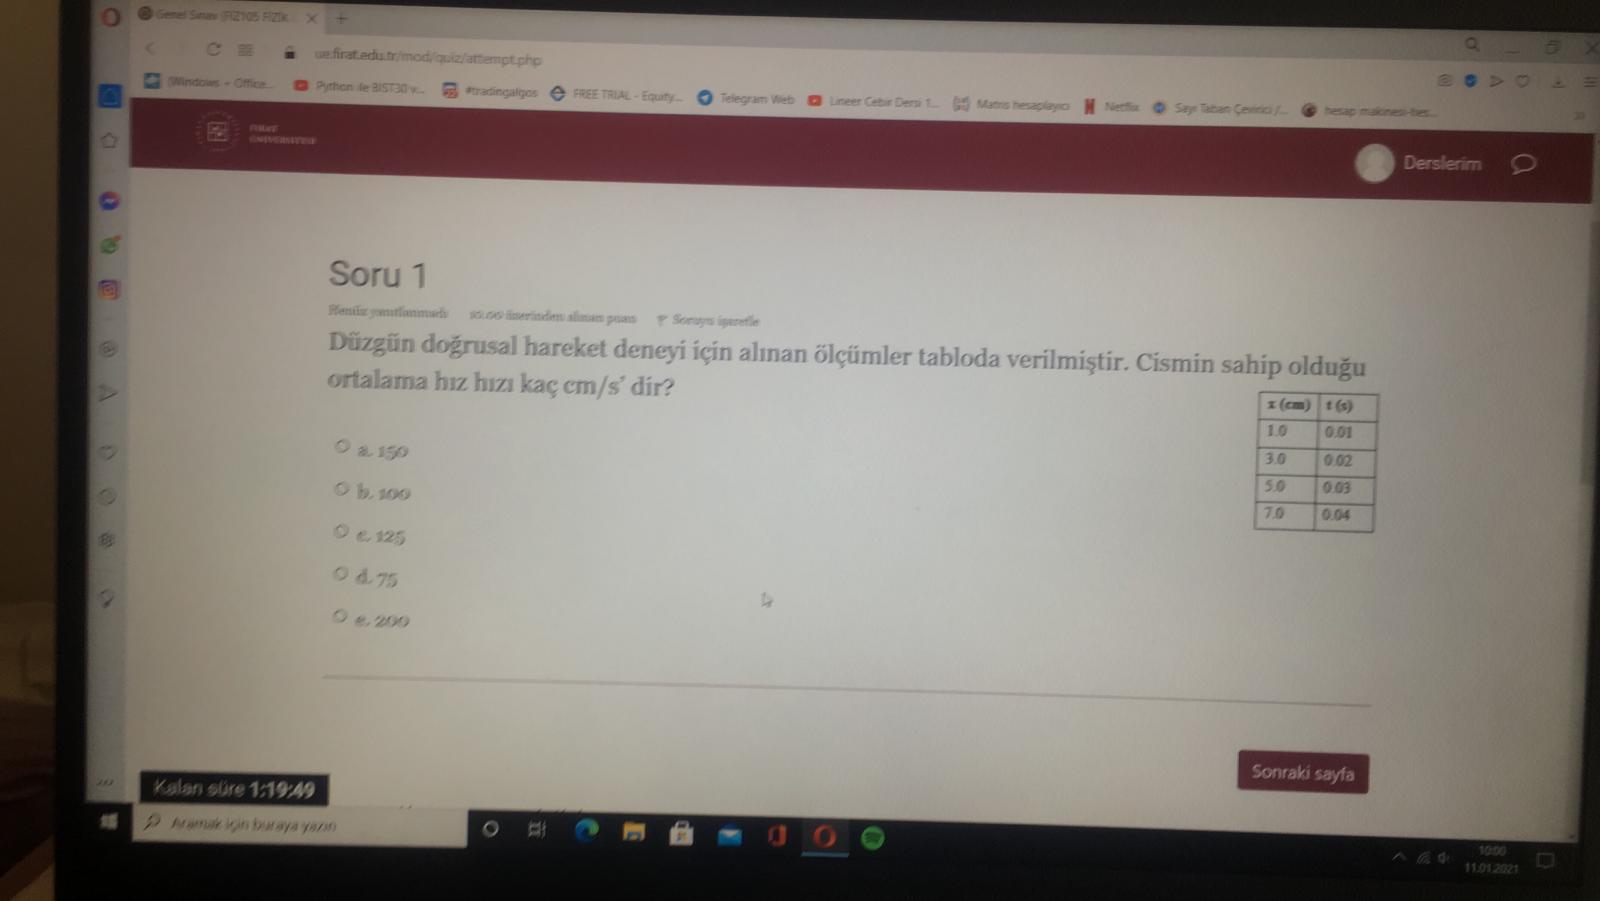 Genel Sınav (FIZ105 FİZİK
ue.firat.edu.tr/mod/quiz/attempt.php
(Windows + Office...
Python ile BIST30 v...
#tradingalgos
FREE TRIAL - Equity...
Telegram Web
Lineer Cebir Dersi 1...
Matris hesaplayıcı
Netflix
Sayı Taban Çevirici /...
hesap makinesi-hes...
FIRAT
ÜNİVERSİTESİ
Derslerim
Soru 1
Henüz yanıtlanmadı 10,00 üzerinden alınan puan Soruyu işaretle
Düzgün doğrusal hareket deneyi için alınan ölçümler tabloda verilmiştir. Cismin sahip olduğu
ortalama hız hızı kaç cm/s' dir?
x (cm) t (s)
1.0 0.01
3.0 0.02
5.0 0.03
7.0 0.04
a. 150
b. 100
c. 125
d. 75
e. 200
Sonraki sayfa
Kalan süre 1:19:49
Aramak için buraya yazın
10:00
11.01.2021